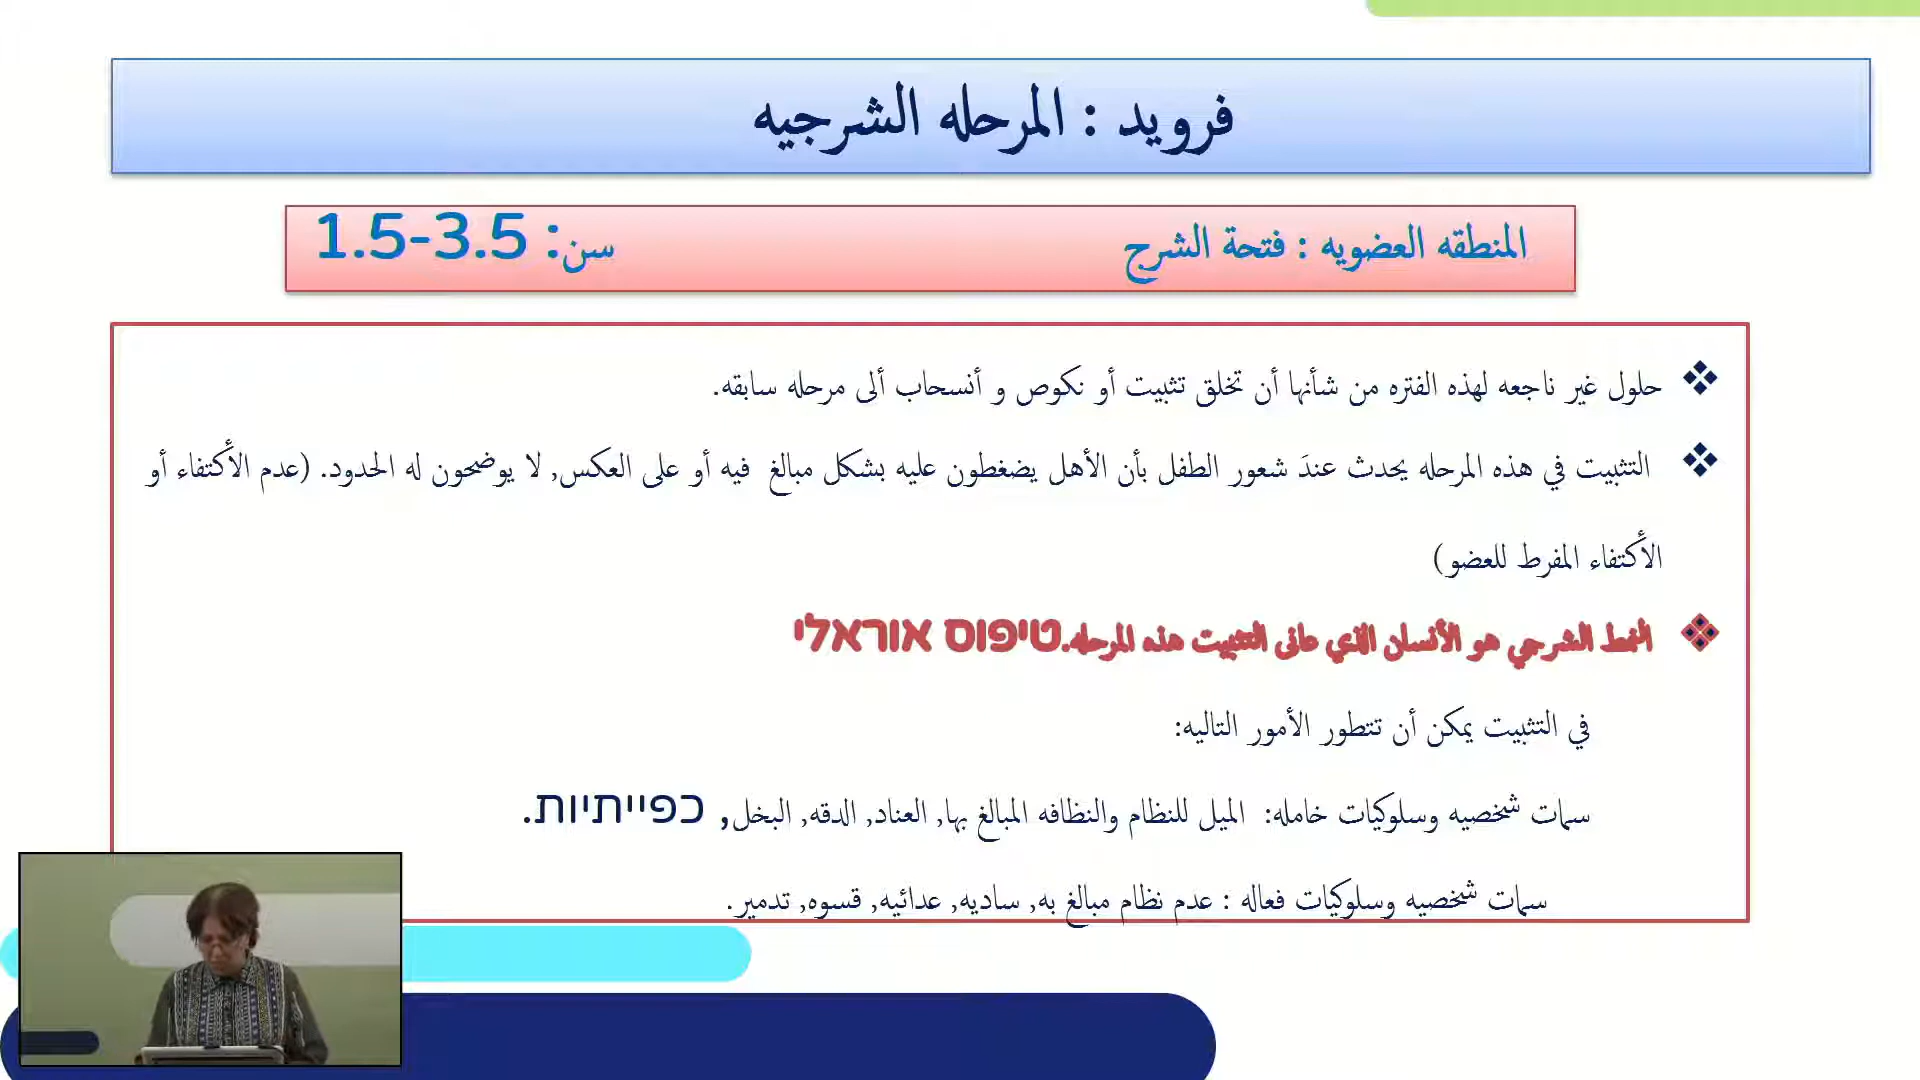 فرويد : المرحله الشرجيه
المنطقه العضويه : فتحة الشرج
سن: 1.5-3.5
حلول غير ناجعه لهذه الفتره من شأنها أن تخلق تثبيت أو نكوص و أنسحاب ألى مرحله سابقه.
التثبيت في هذه المرحله يحدث عندَ شعور الطفل بأن الأهل يضغطون عليه بشكل مبالغ فيه أو على العكس, لا يوضحون له الحدود. (عدم الأكتفاء أو
الأكتفاء المفرط للعضو)
النمط الشرجي هو الأنسان الذي عانى التثبيت هذه المرحله.טיפוס אוראלי
في التثبيت يمكن أن تتطور الأمور التاليه:
سمات شخصيه وسلوكيات خامله: الميل للنظام والنظافه المبالغ بها, العناد, الدقه, البخل, כפייתיות.
سمات شخصيه وسلوكيات فعاله : عدم نظام مبالغ به, ساديه, عدائيه, قسوه, تدمير.